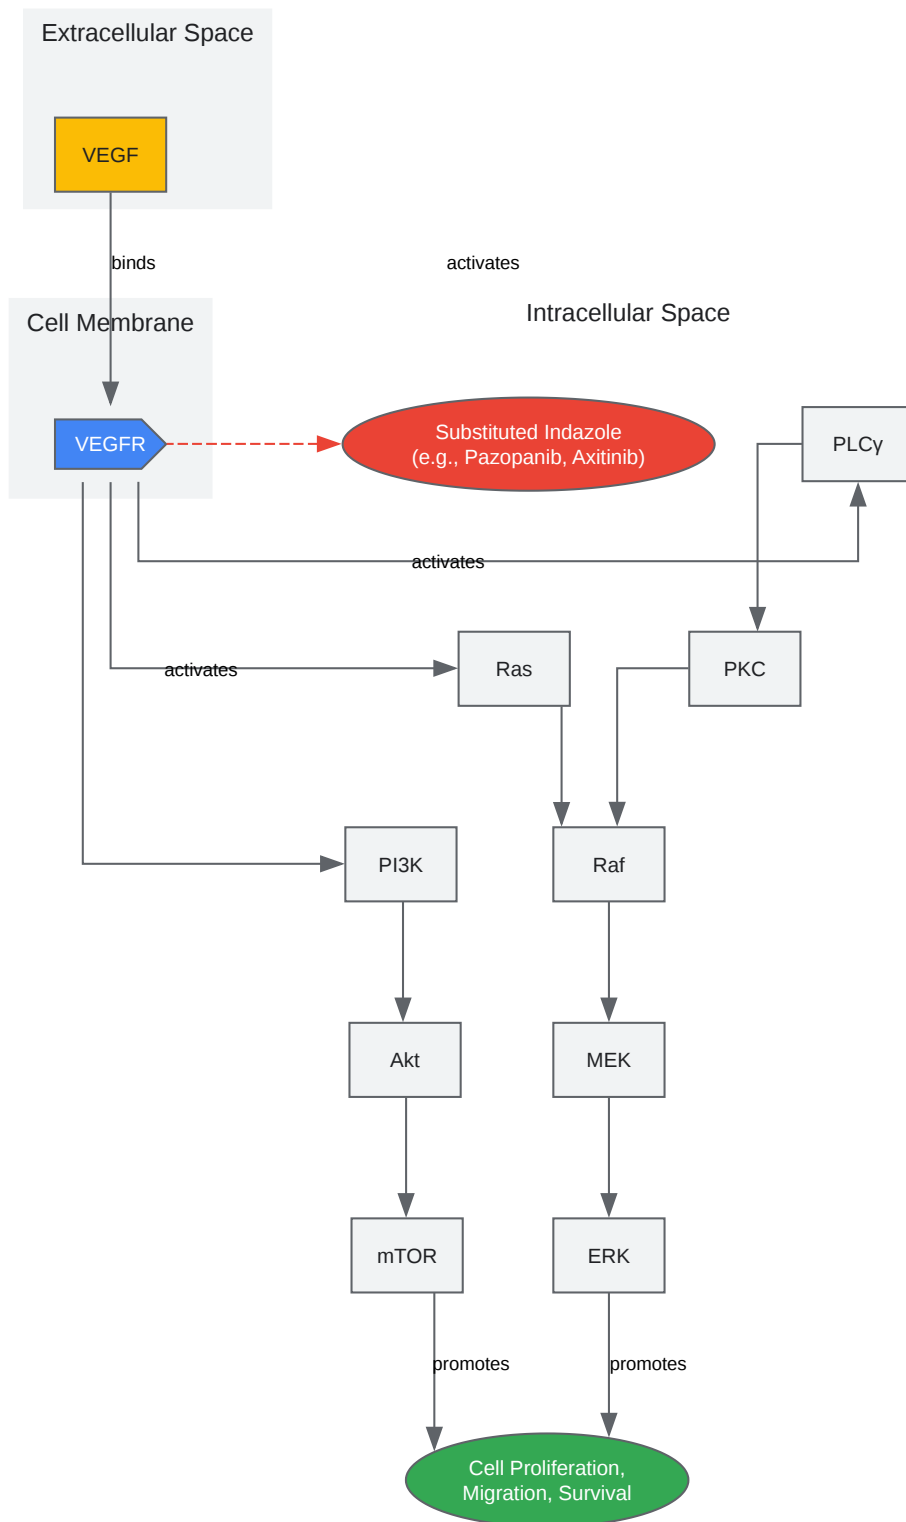 Extracellular Space
VEGF
binds
activates
Intracellular Space
Cell Membrane
VEGFR
Substituted Indazole
(e.g., Pazopanib, Axitinib)
PLCγ
activates
activates
Ras
PKC
PI3K
Raf
Akt
MEK
mTOR
ERK
promotes
promotes
Cell Proliferation,
Migration, Survival